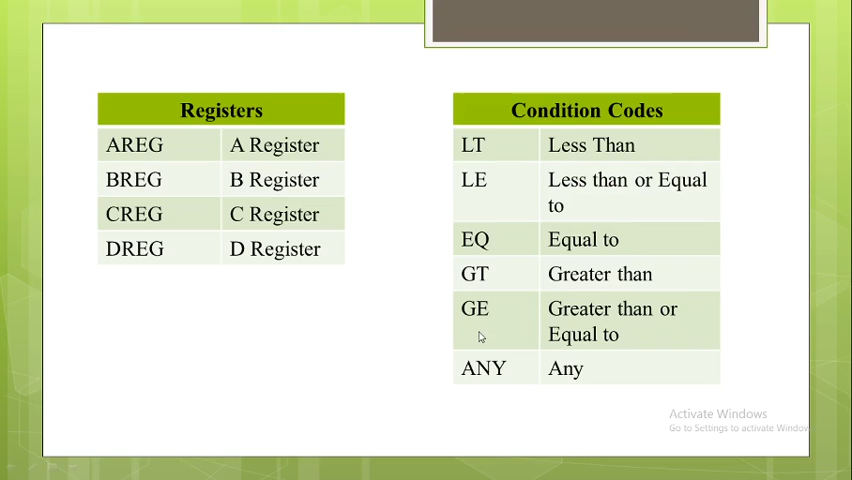 Registers
AREG A Register
BREG B Register
CREG C Register
DREG D Register
Condition Codes
LT Less Than
LE Less than or Equal
to
EQ Equal to
GT Greater than
GE Greater than or
Equal to
ANY Any
Activate Windows
Go to Settings to activate Window